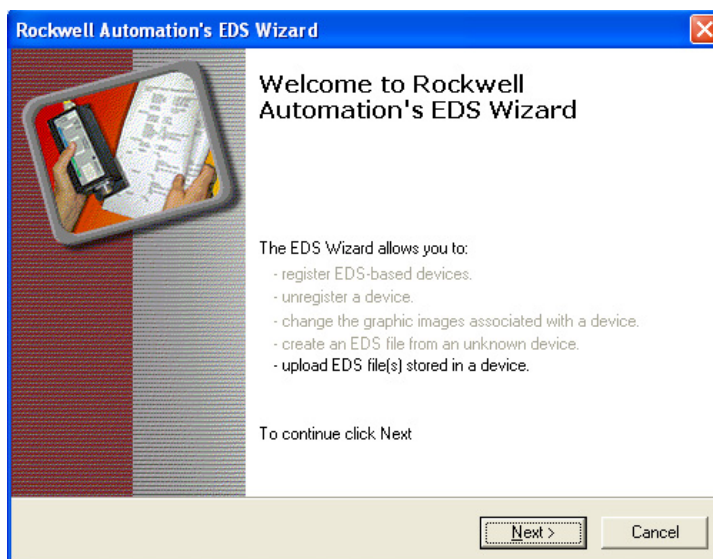 Rockwell Automation's EDS Wizard
Welcome to Rockwell
Automation's EDS Wizard
The EDS Wizard allows you to:
- register EDS-based devices.
- unregister a device.
- change the graphic images associated with a device.
- create an EDS file from an unknown device.
- upload EDS file(s) stored in a device.
To continue click Next
Next >
Cancel